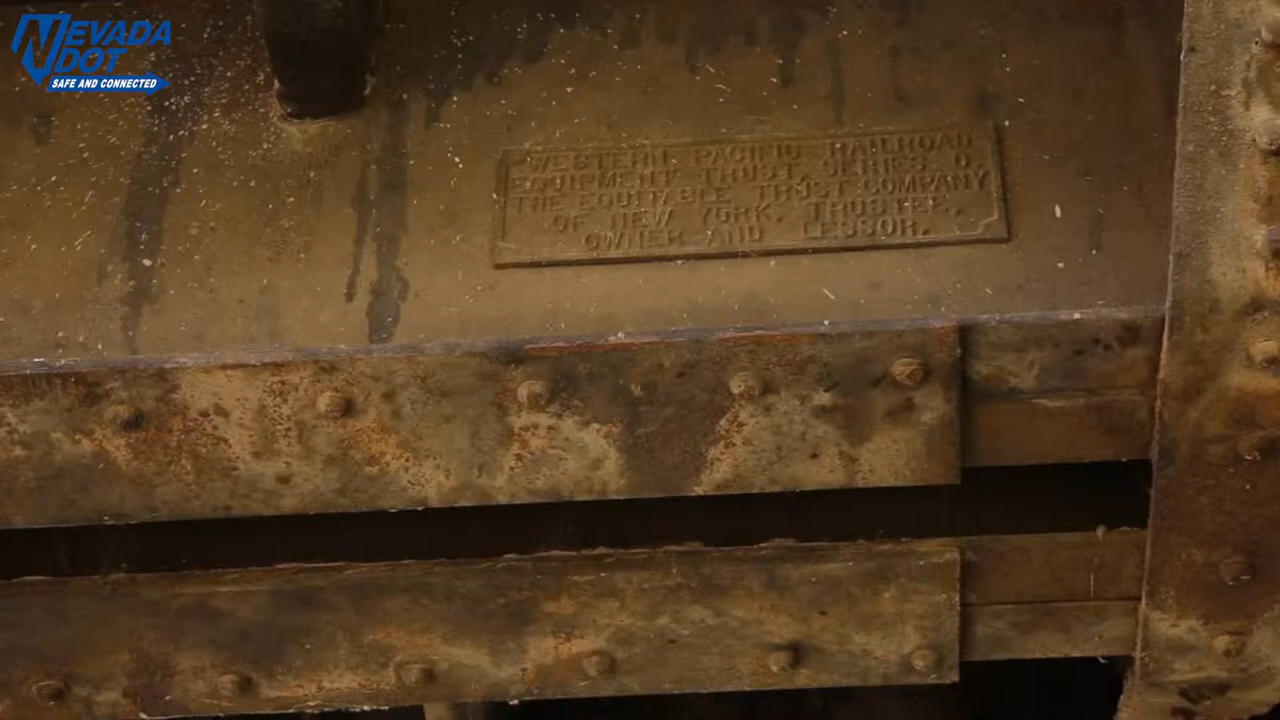 NEVADA
DOT
SAFE AND CONNECTED
WESTERN PACIFIC RAILROAD
EQUIPMENT TRUST, SERIES D.
THE EQUITABLE TRUST COMPANY
OF NEW YORK. TRUSTEE,
OWNER AND LESSOR.